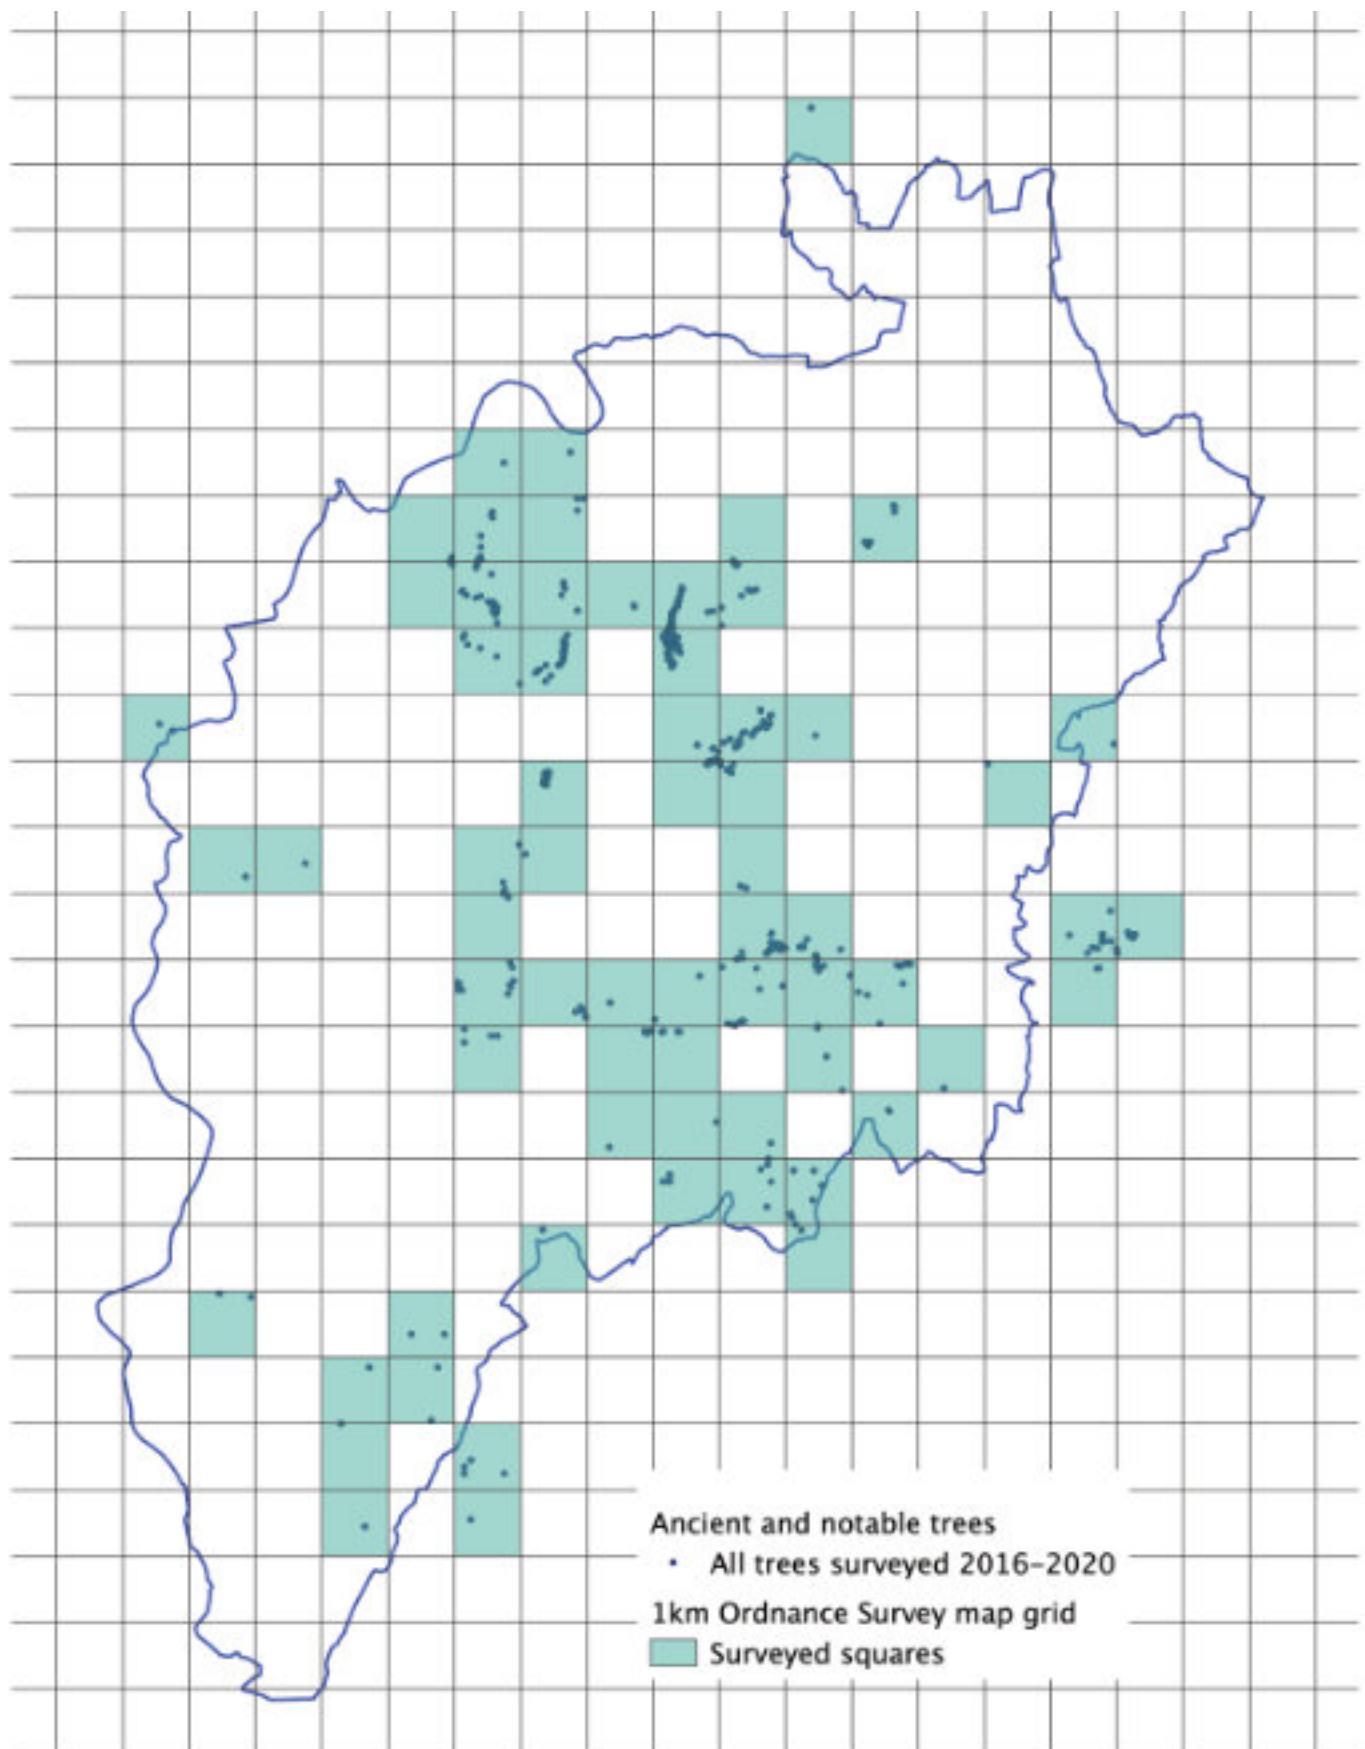 Ancient and notable trees
All trees surveyed 2016–2020
1km Ordnance Survey map grid
Surveyed squares